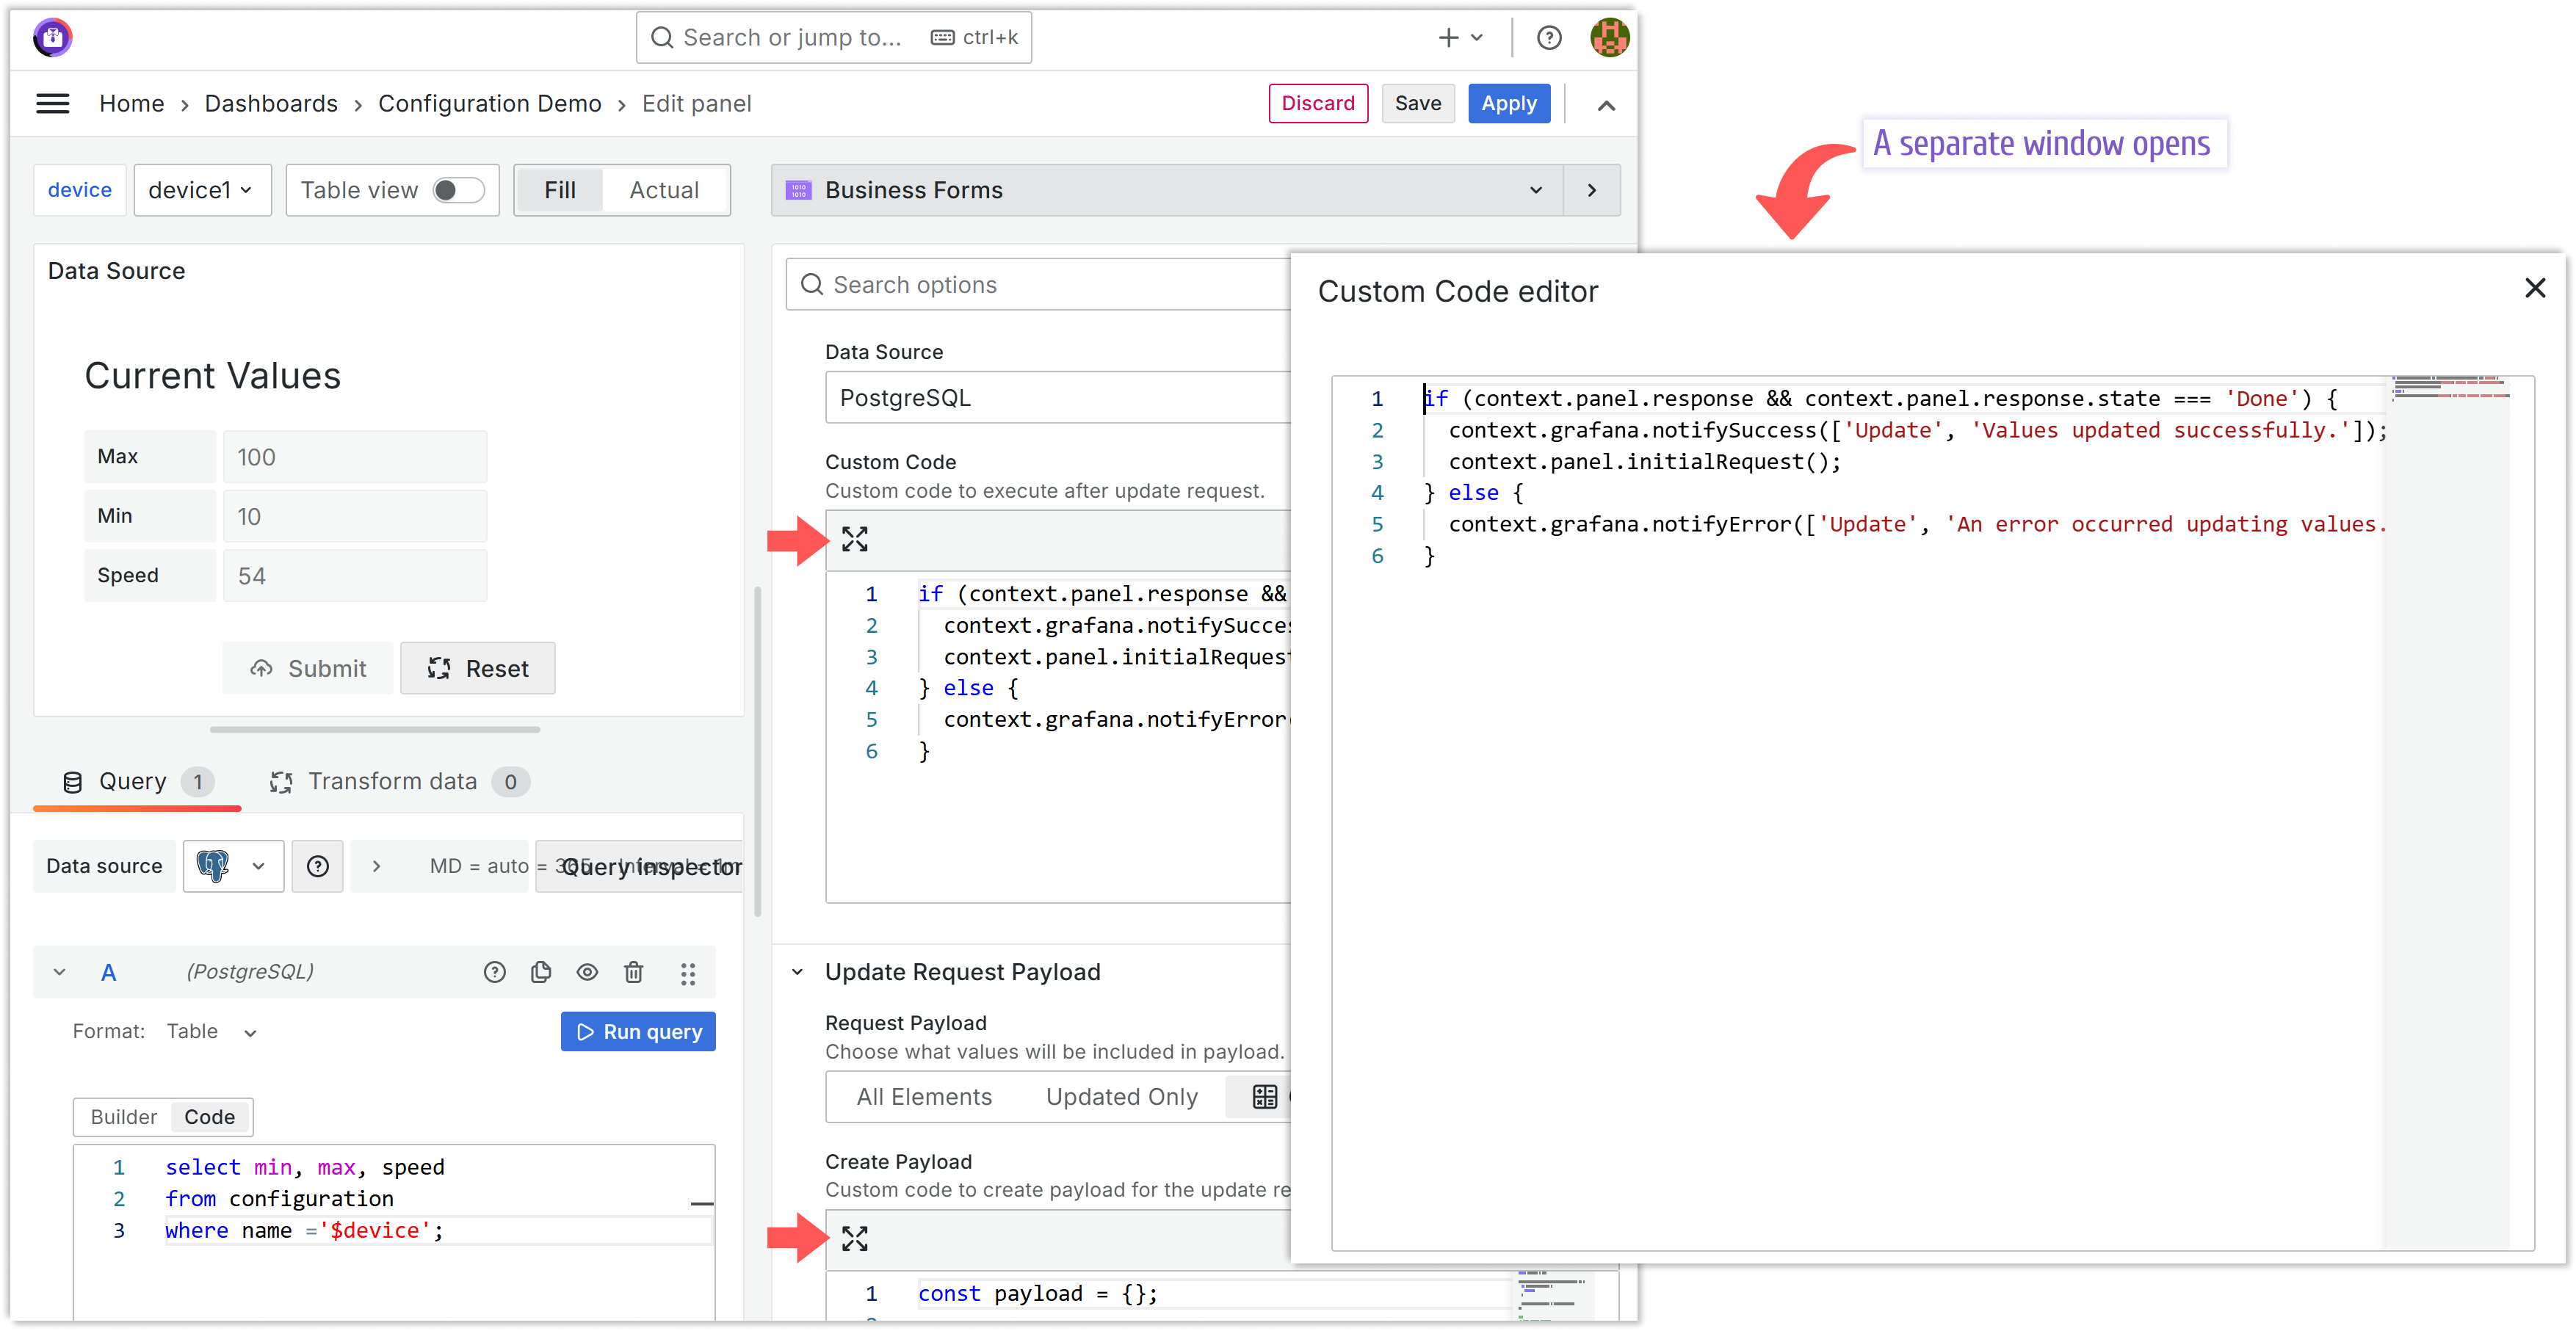 Search or jump to... ctrl+k
Home › Dashboards › Configuration Demo › Edit panel
Discard Save Apply
A separate window opens
device device1 Table view Fill Actual
Business Forms
Data Source
Current Values
Max 100
Min 10
Speed 54
Submit Reset
Query 1 Transform data 0
Data source MD = auto = 365 Interval = 1m Query inspector
A (PostgreSQL)
Format: Table Run query
Builder Code
1 select min, max, speed
2 from configuration
3 where name ='$device';
Search options
Data Source
PostgreSQL
Custom Code
Custom code to execute after update request.
1 if (context.panel.response &&
2 context.grafana.notifySucces
3 context.panel.initialRequest
4 } else {
5 context.grafana.notifyError(
6 }
Update Request Payload
Request Payload
Choose what values will be included in payload.
All Elements Updated Only
Create Payload
Custom code to create payload for the update re
1 const payload = {};
Custom Code editor
1 if (context.panel.response && context.panel.response.state === 'Done') {
2 context.grafana.notifySuccess(['Update', 'Values updated successfully.']);
3 context.panel.initialRequest();
4 } else {
5 context.grafana.notifyError(['Update', 'An error occurred updating values.
6 }